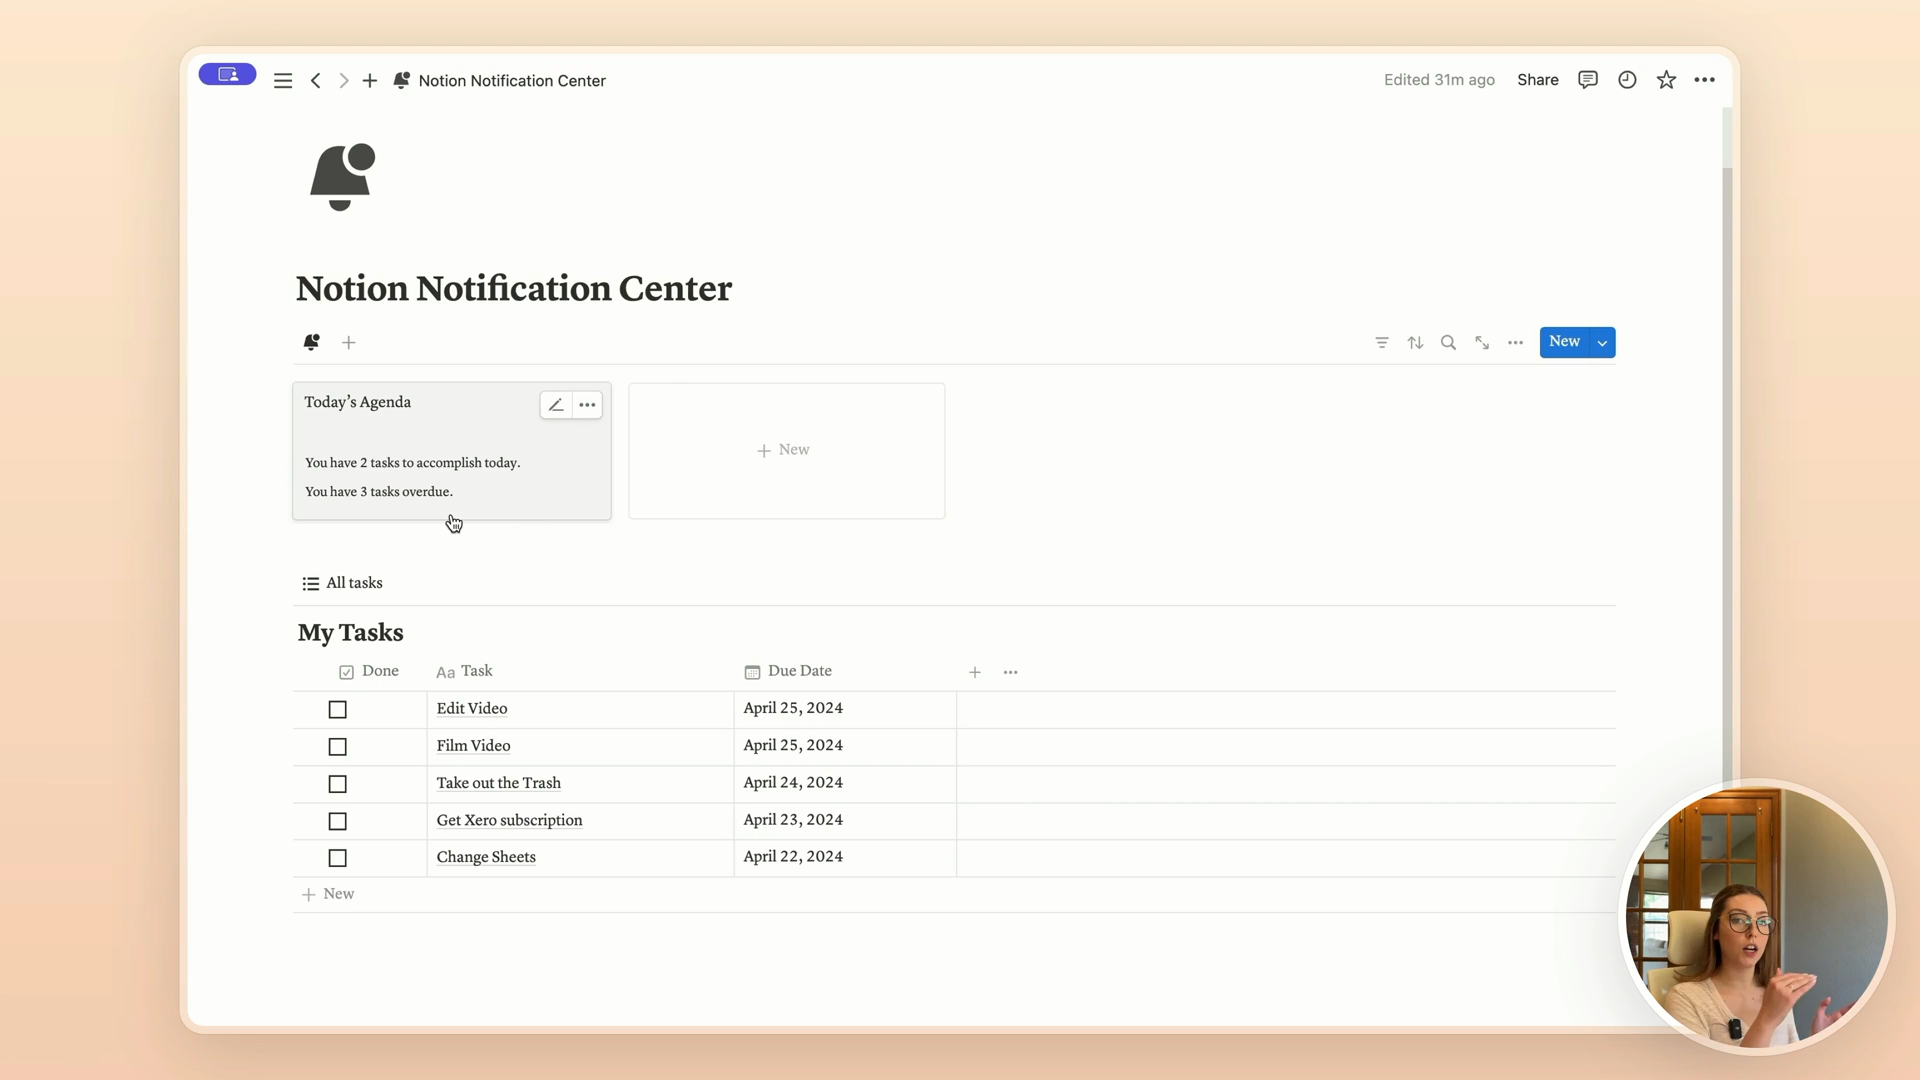 Notion Notification Center
Edited 31m ago
Share
Notion Notification Center
New
Today's Agenda
You have 2 tasks to accomplish today.
You have 3 tasks overdue.
+ New
All tasks
My Tasks
Done
Aa Task
Due Date
Edit Video
April 25, 2024
Film Video
April 25, 2024
Take out the Trash
April 24, 2024
Get Xero subscription
April 23, 2024
Change Sheets
April 22, 2024
+ New